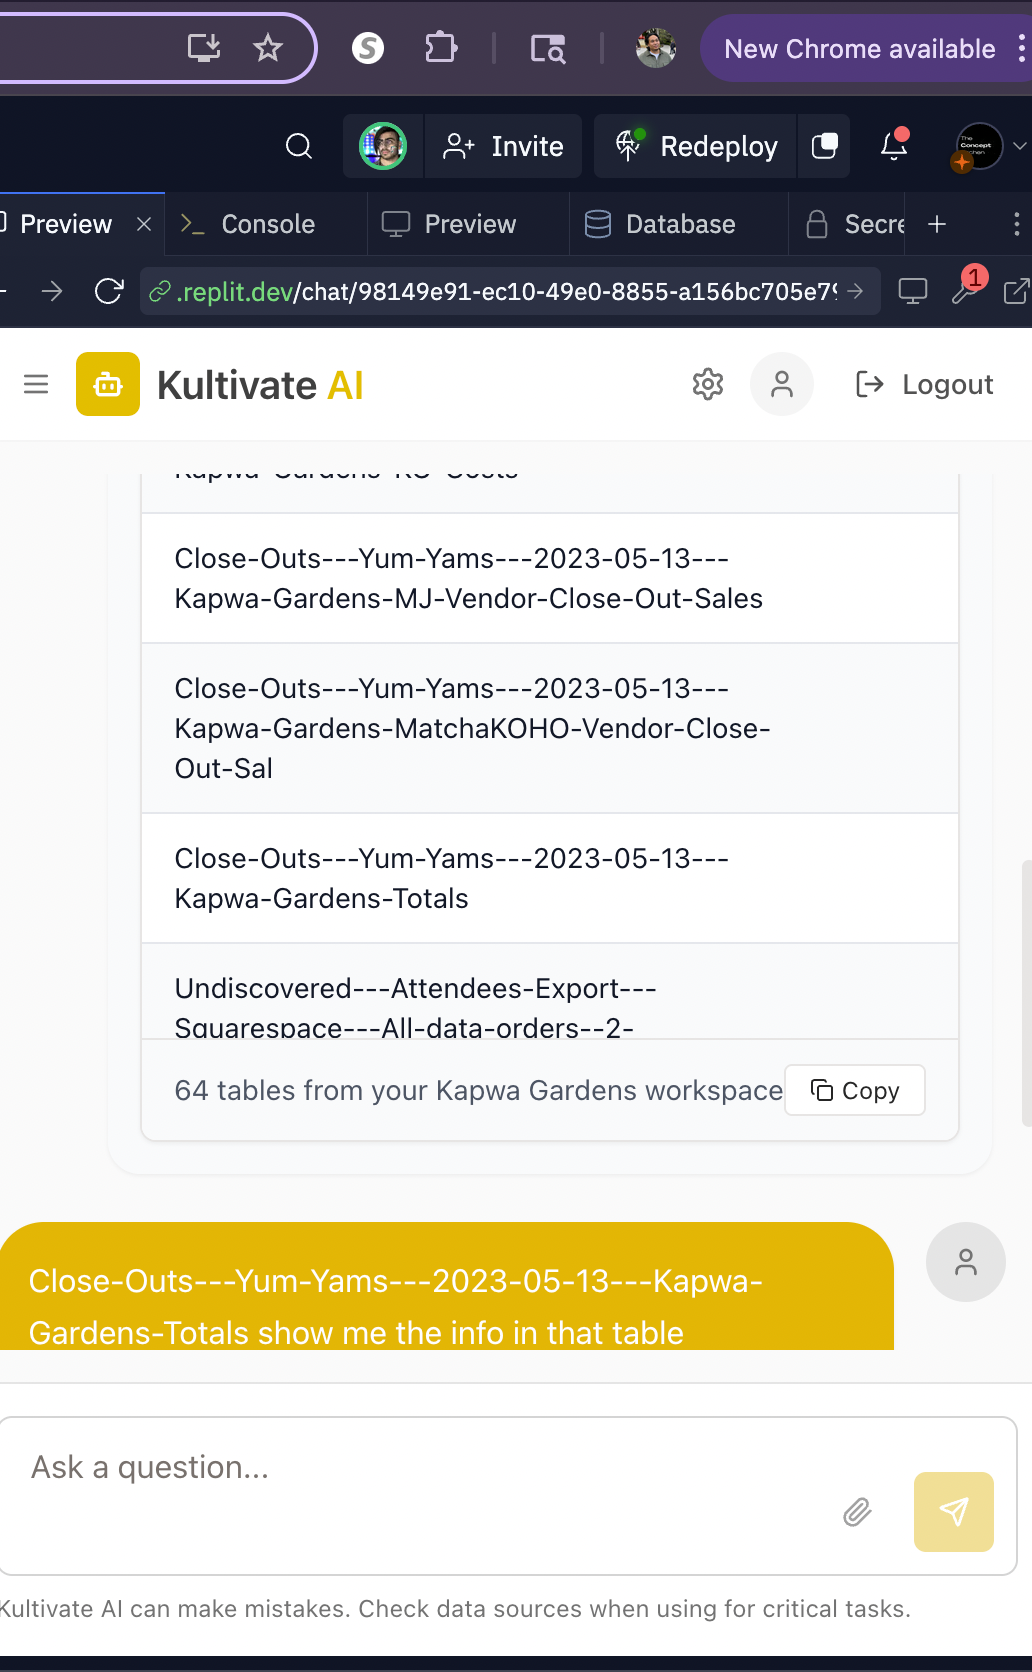 New Chrome available
Invite
Redeploy
Preview
Console
Preview
Database
Secre
.replit.dev/chat/98149e91-ec10-49e0-8855-a156bc705e79
1
Kultivate AI
Logout
Kapwa-Gardens-KO-Costs
Close-Outs---Yum-Yams---2023-05-13---
Kapwa-Gardens-MJ-Vendor-Close-Out-Sales
Close-Outs---Yum-Yams---2023-05-13---
Kapwa-Gardens-MatchaKOHO-Vendor-Close-
Out-Sal
Close-Outs---Yum-Yams---2023-05-13---
Kapwa-Gardens-Totals
Undiscovered---Attendees-Export---
Squarespace---All-data-orders--2-
64 tables from your Kapwa Gardens workspace
Copy
Close-Outs---Yum-Yams---2023-05-13---Kapwa-
Gardens-Totals show me the info in that table
Ask a question...
Kultivate AI can make mistakes. Check data sources when using for critical tasks.